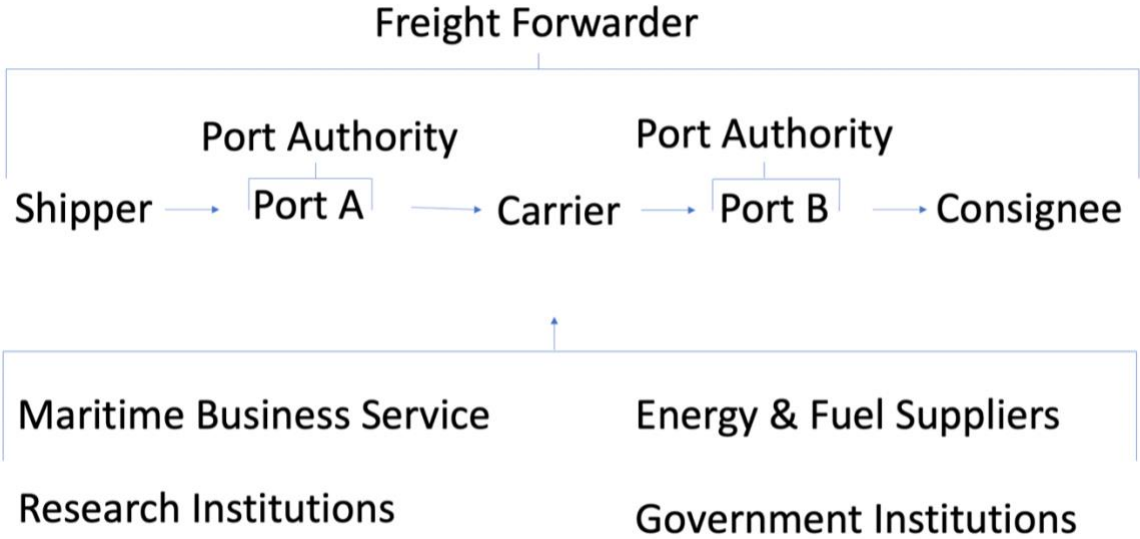 Freight Forwarder
Port Authority Port Authority
Shipper Port A Carrier Port B Consignee
Maritime Business Service Energy & Fuel Suppliers
Research Institutions Government Institutions